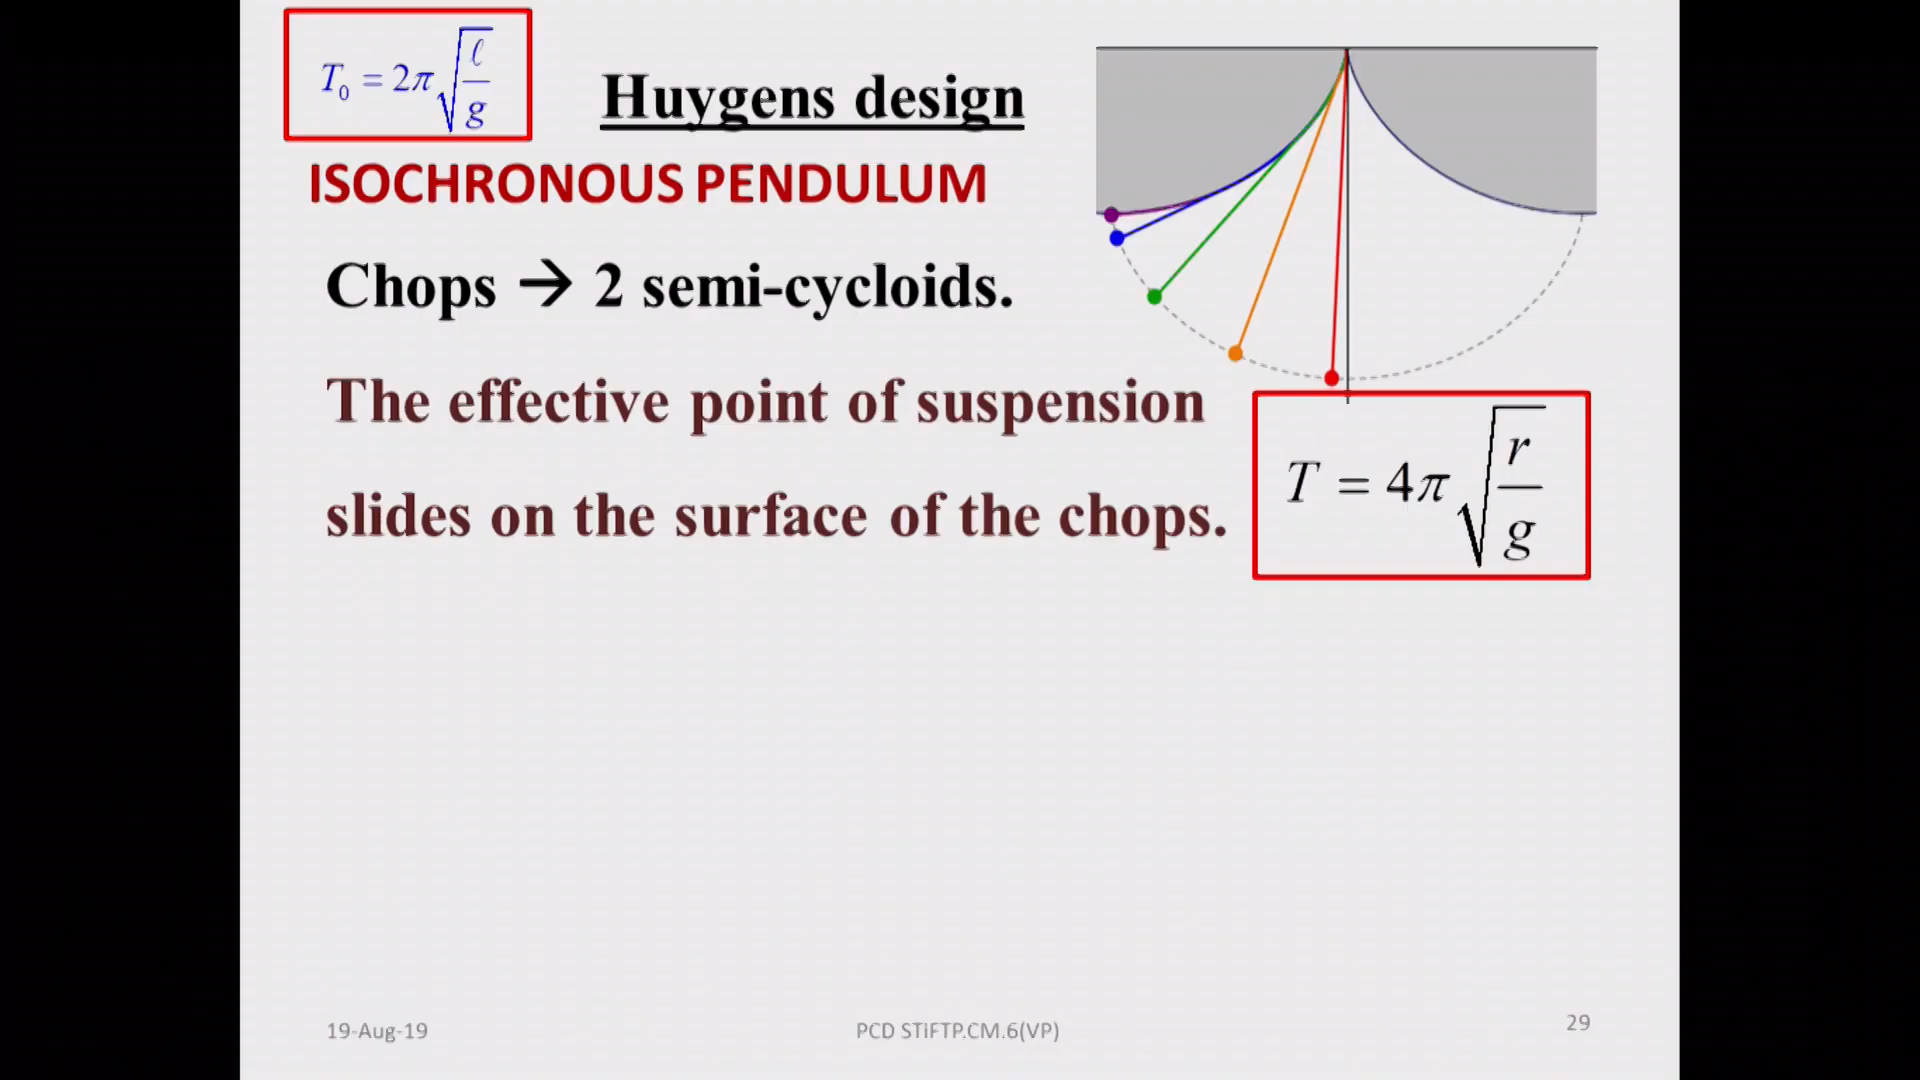 T₀ = 2π√(ℓ/g)
Huygens design
ISOCHRONOUS PENDULUM
Chops → 2 semi-cycloids.
The effective point of suspension
slides on the surface of the chops.
T = 4π√(r/g)
19-Aug-19
PCD STiFTP.CM.6(VP)
29